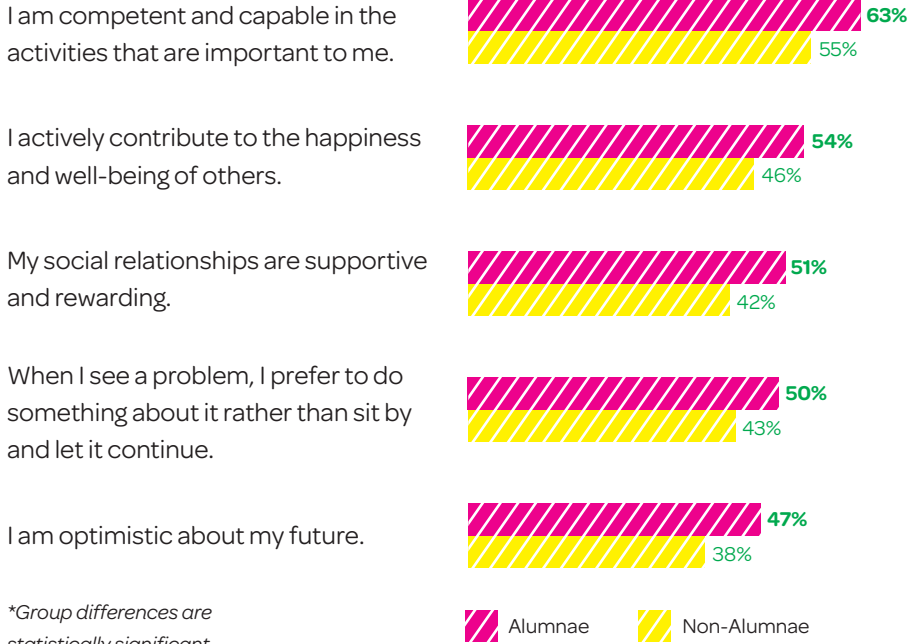 I am competent and capable in the
activities that are important to me.
63%
55%
I actively contribute to the happiness
and well-being of others.
54%
46%
My social relationships are supportive
and rewarding.
51%
42%
When I see a problem, I prefer to do
something about it rather than sit by
and let it continue.
50%
43%
I am optimistic about my future.
47%
38%
*Group differences are
statistically significant
Alumnae
Non-Alumnae